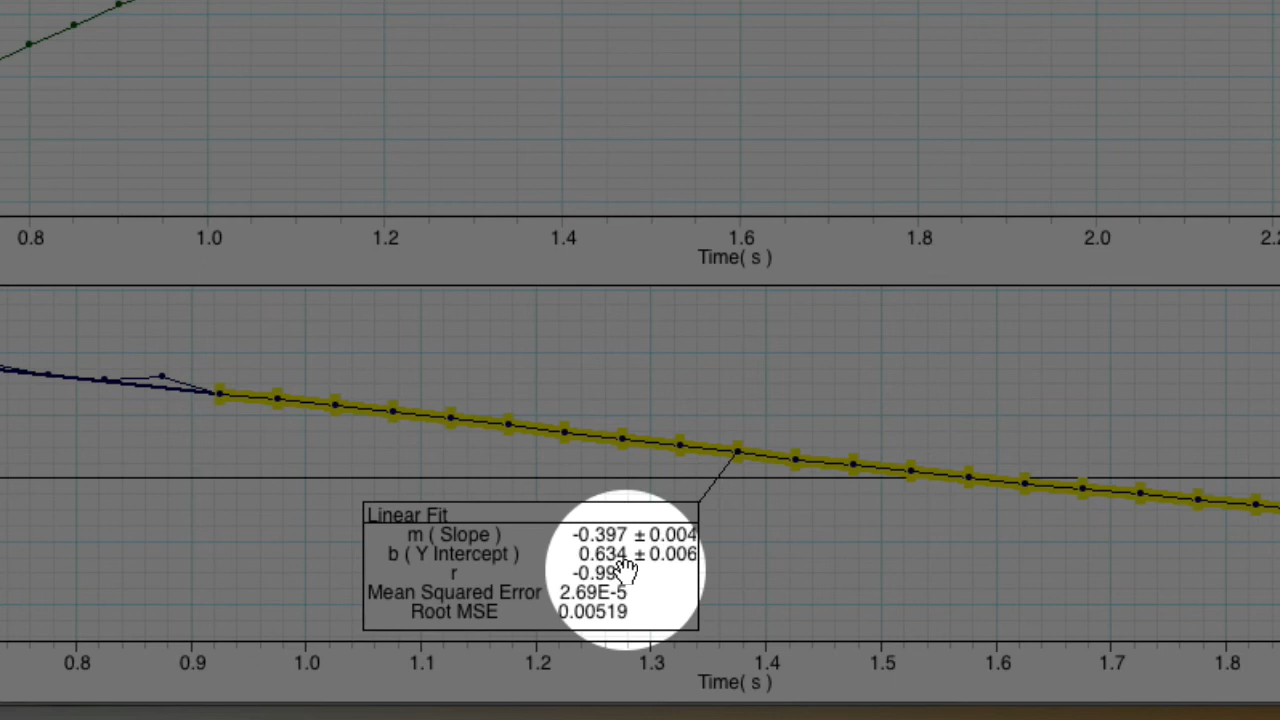 0.8 1.0 1.2 1.4 1.6 1.8 2.0
Time( s )
Linear Fit
m ( Slope ) -0.397 ± 0.004
b ( Y Intercept ) 0.634 ± 0.006
r
Mean Squared Error 2.69E-5
Root MSE 0.00519
0.8 0.9 1.0 1.1 1.2 1.3 1.4 1.5 1.6 1.7 1.8
Time( s )